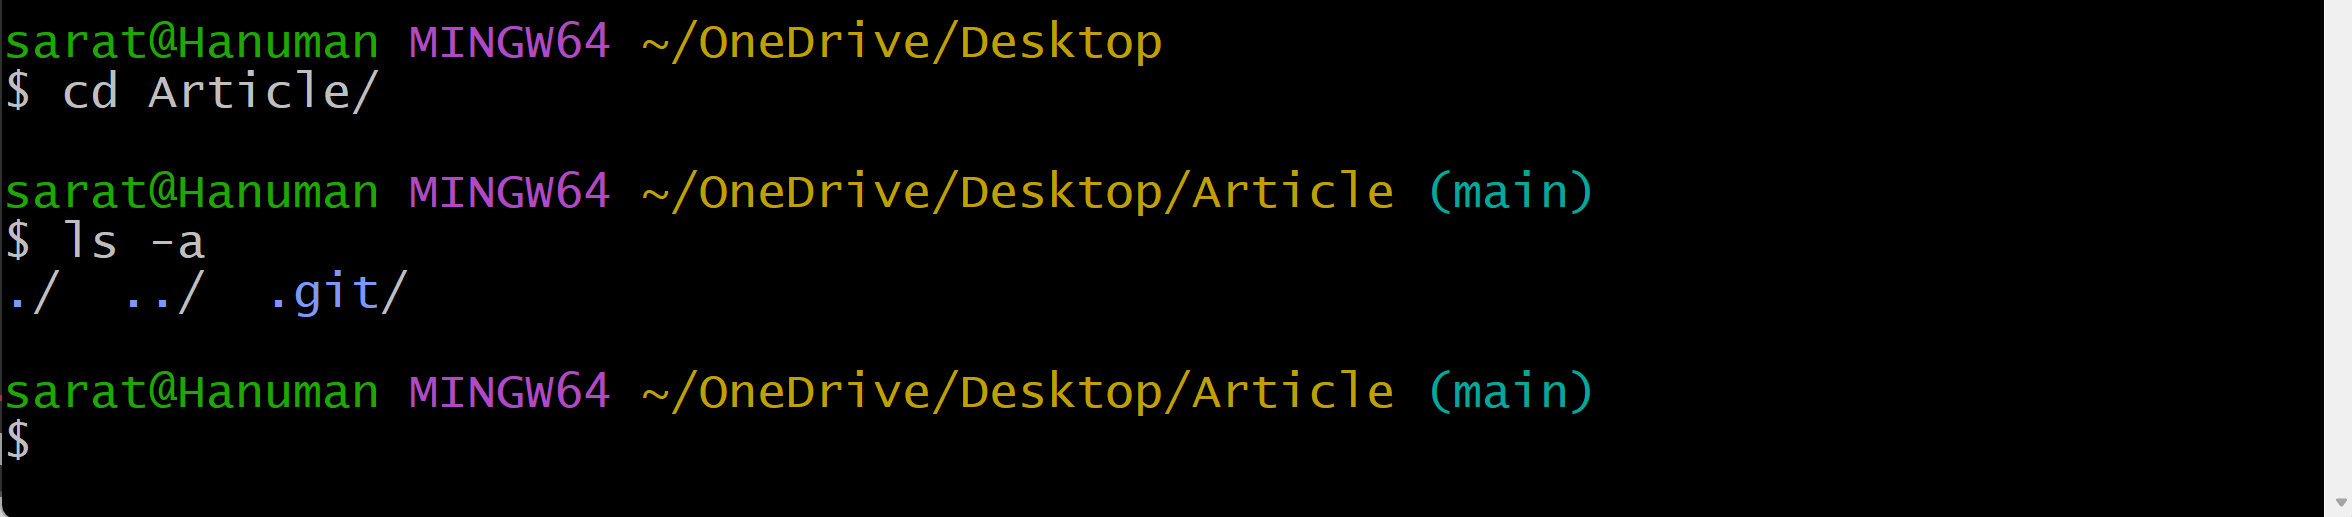 sarat@Hanuman MINGW64 ~/OneDrive/Desktop
$ cd Article/
sarat@Hanuman MINGW64 ~/OneDrive/Desktop/Article (main)
$ ls -a
./  ../  .git/
sarat@Hanuman MINGW64 ~/OneDrive/Desktop/Article (main)
$